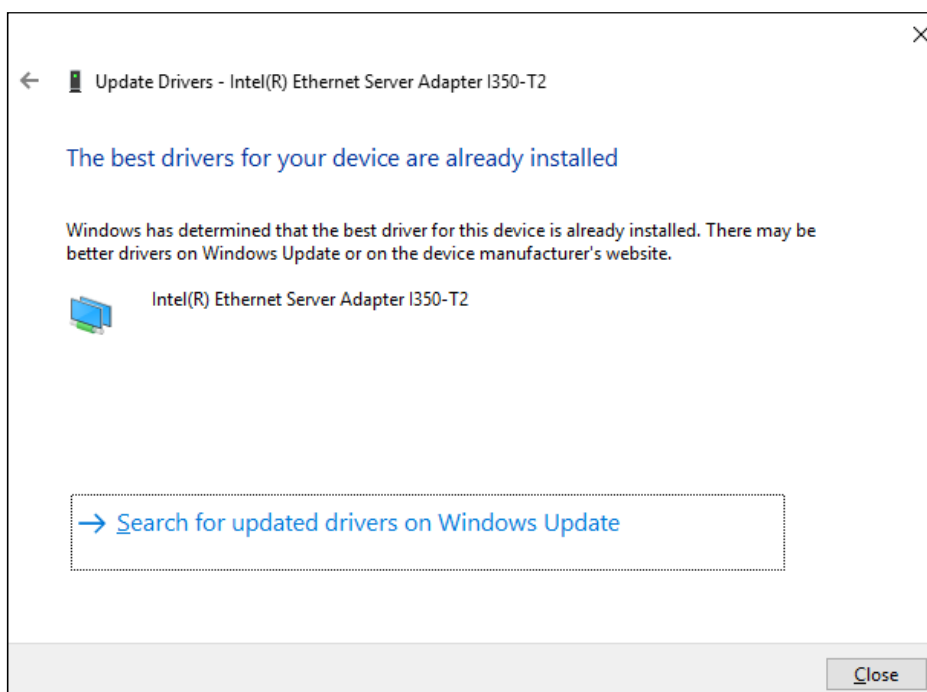 Update Drivers - Intel(R) Ethernet Server Adapter I350-T2
The best drivers for your device are already installed
Windows has determined that the best driver for this device is already installed. There may be
better drivers on Windows Update or on the device manufacturer's website.
Intel(R) Ethernet Server Adapter I350-T2
Search for updated drivers on Windows Update
Close